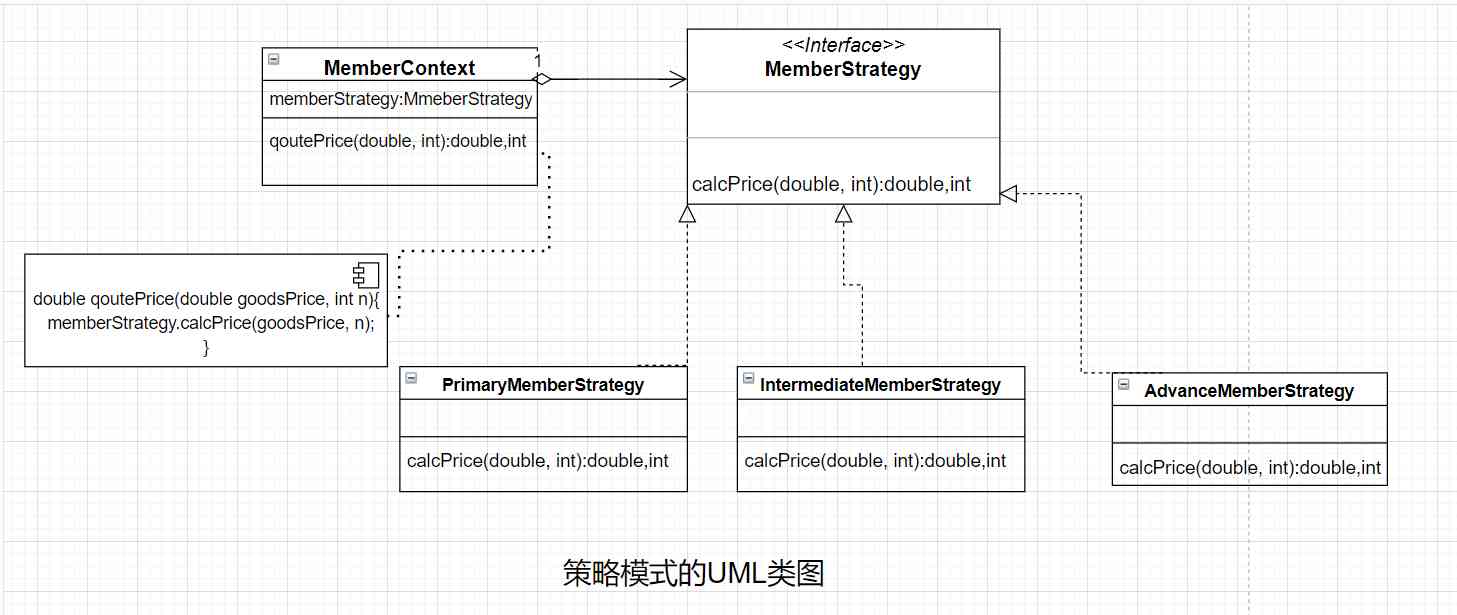 MemberContext
1
memberStrategy:MmeberStrategy
qoutePrice(double, int):double,int
<<Interface>>
MemberStrategy
calcPrice(double, int):double,int
double qoutePrice(double goodsPrice, int n){
memberStrategy.calcPrice(goodsPrice, n);
}
PrimaryMemberStrategy
calcPrice(double, int):double,int
IntermediateMemberStrategy
calcPrice(double, int):double,int
AdvanceMemberStrategy
calcPrice(double, int):double,int
策略模式的UML类图